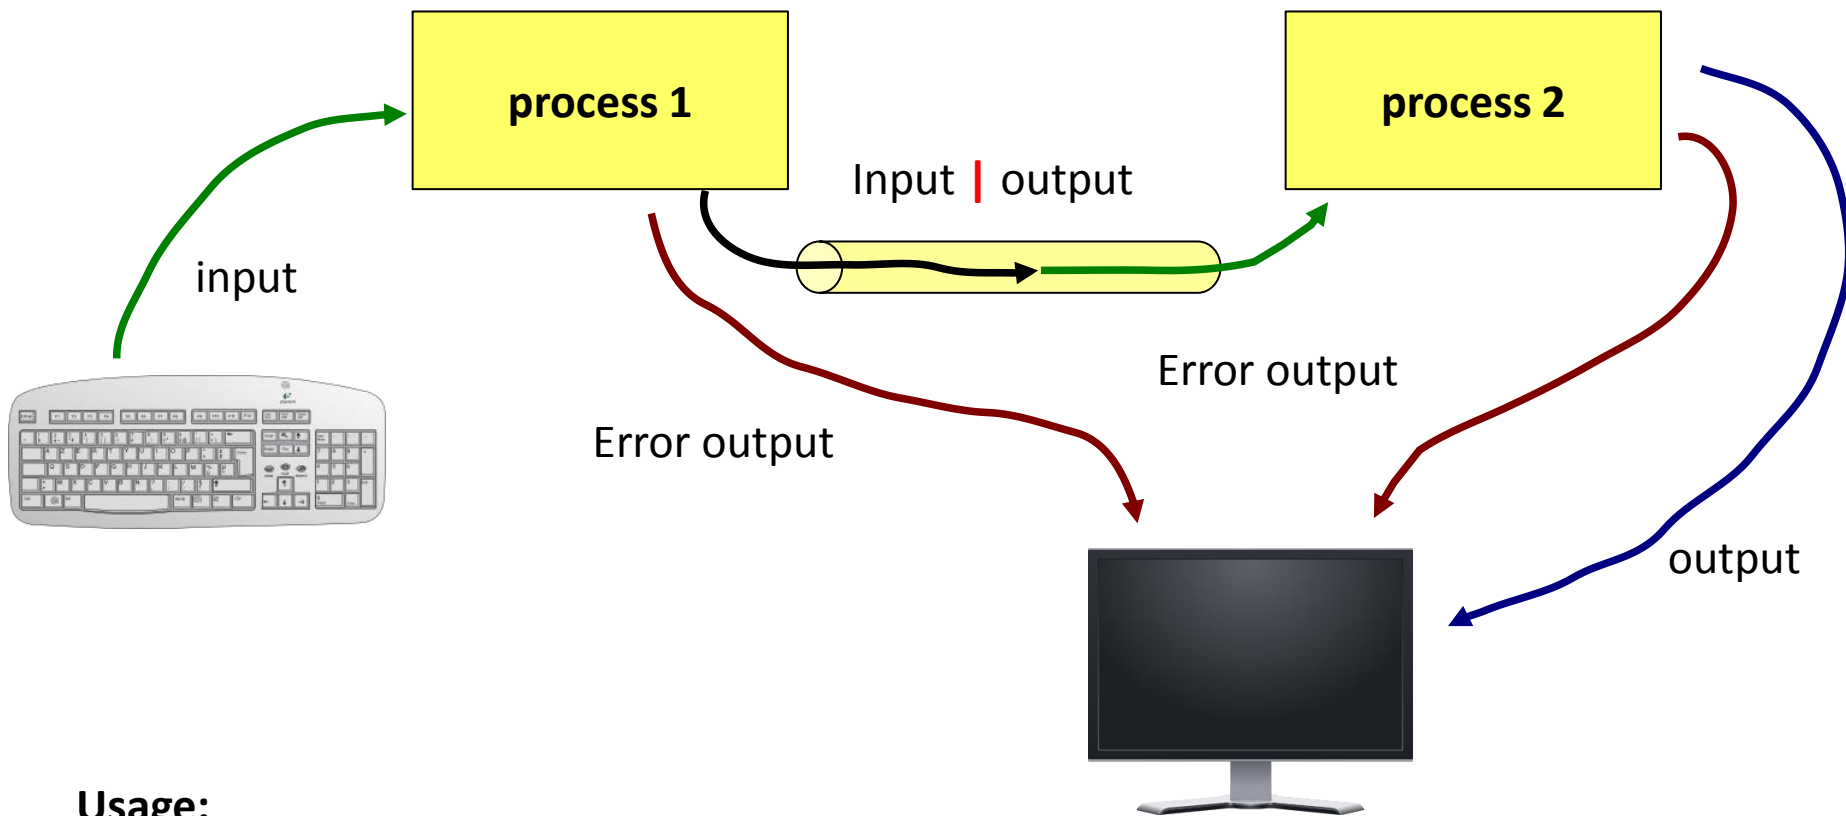 process 1
process 2
Input | output
input
Error output
Error output
output
Usage: